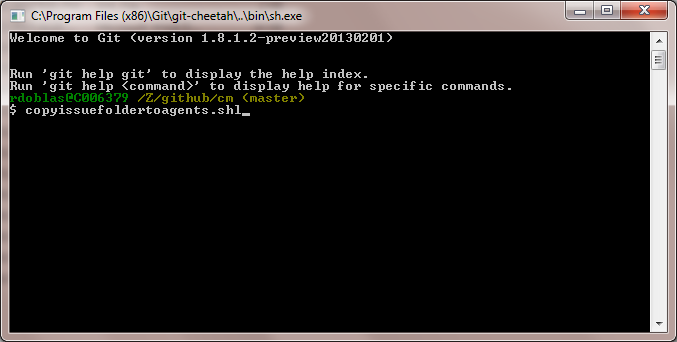 C:\Program Files (x86)\Git\git-cheetah\..\bin\sh.exe
Welcome to Git (version 1.8.1.2-preview20130201)
Run 'git help git' to display the help index.
Run 'git help <command>' to display help for specific commands.
rdoblas@C006379 /Z/github/cm (master)
$ copyissuefoldertoagents.shl